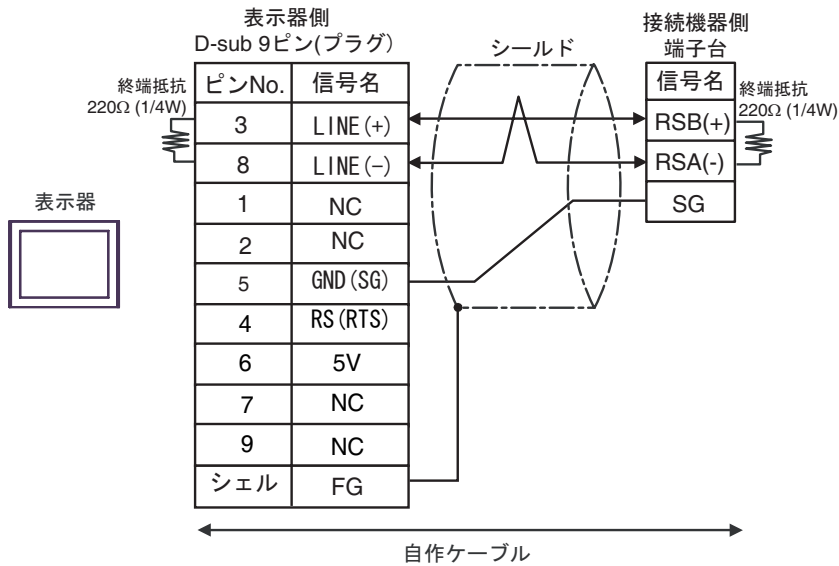 表示器側
D-sub 9ピン(プラグ)
シールド
接続機器側
端子台
終端抵抗
220Ω (1/4W)
ピンNo. 信号名
3 LINE(+)
8 LINE(-)
1 NC
2 NC
5 GND(SG)
4 RS(RTS)
6 5V
7 NC
9 NC
シェル FG
信号名
RSB(+)
RSA(-)
SG
終端抵抗
220Ω (1/4W)
表示器
自作ケーブル